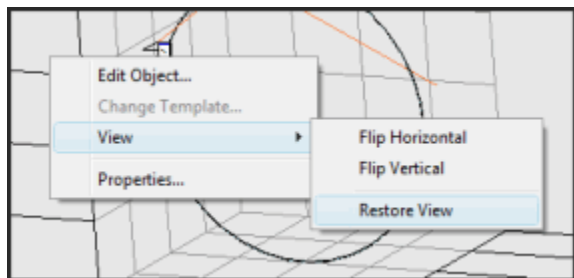 Edit Object...
Change Template...
View
Properties...
Flip Horizontal
Flip Vertical
Restore View